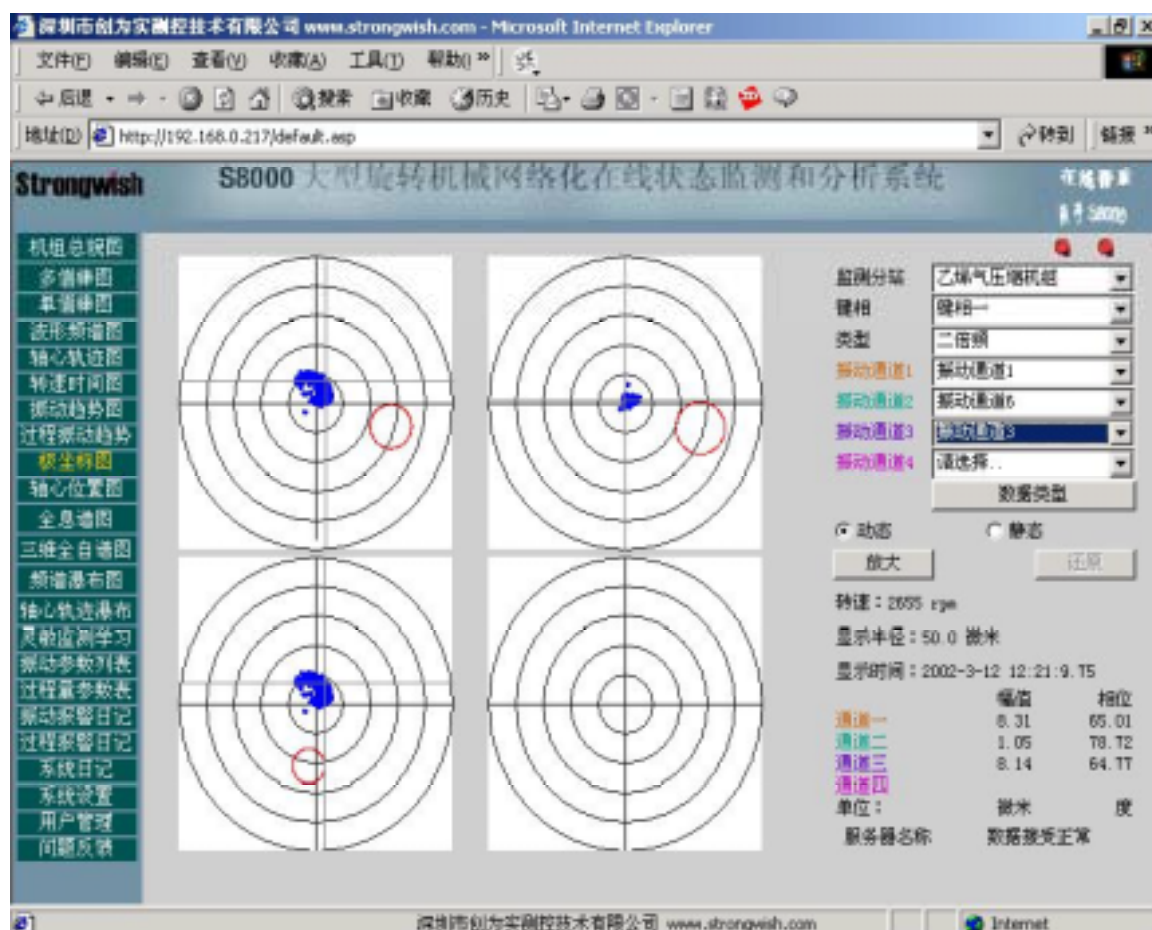 深圳市创为实测控技术有限公司 www.strongwish.com - Microsoft Internet Explorer
文件(F) 编辑(E) 查看(V) 收藏(A) 工具(T) 帮助( »
后退 搜索 收藏 历史
地址(D) http://192.168.0.217/default.asp 转到 链接 »
Strongwish S8000 大型旋转机械网络化在线状态监测和分析系统
S8000
机组总貌图
多值棒图
单值棒图
波形频谱图
轴心轨迹图
转速时间图
振动趋势图
过程振动趋势
极坐标图
轴心位置图
全息谱图
三维全自谱图
频谱瀑布图
轴心轨迹瀑布
灵敏监测学习
振动参数列表
过程量参数表
振动报警日记
过程报警日记
系统日记
系统设置
用户管理
问题反馈
监测分站 乙烯气压缩机组
键相 键相一
类型 二倍频
振动通道1 振动通道1
振动通道2 振动通道6
振动通道3 振动通道3
振动通道4 请选择..
数据类型
动态 静态
放大 还原
转速：2655 rpm
显示半径：50.0 微米
显示时间：2002-3-12 12:21:9.75
幅值 相位
通道一 8.31 65.01
通道二 1.05 78.72
通道三 8.14 64.77
通道四
单位： 微米 度
服务器名称 数据接受正常
深圳市创为实测控技术有限公司 www.strongwish.com Internet